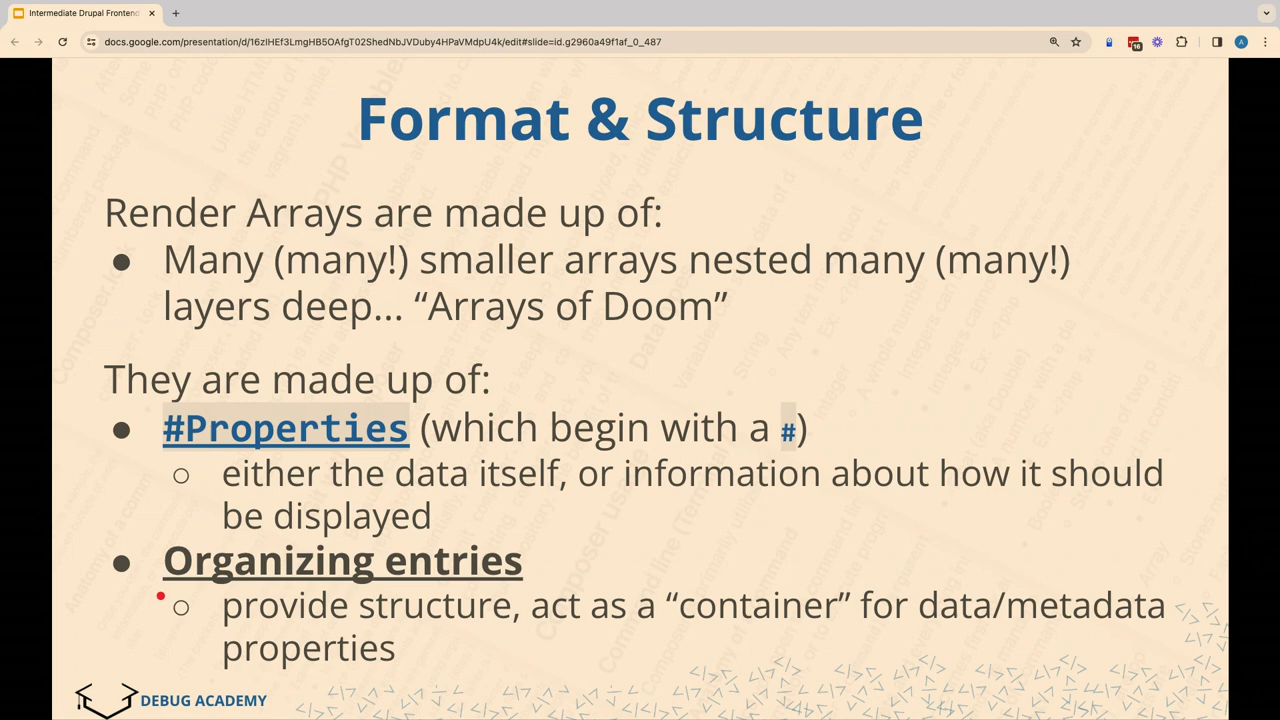 Intermediate Drupal Frontend
docs.google.com/presentation/d/16zIHEf3LmgHB5OAfgT02ShedNbJVDuby4HPaVMdpU4k/edit#slide=id.g2960a49f1af_0_487
16
A
Format & Structure
Render Arrays are made up of:
● Many (many!) smaller arrays nested many (many!)
layers deep... “Arrays of Doom”
They are made up of:
● #Properties (which begin with a #)
○ either the data itself, or information about how it should
be displayed
● Organizing entries
○ provide structure, act as a “container” for data/metadata
properties
DEBUG ACADEMY